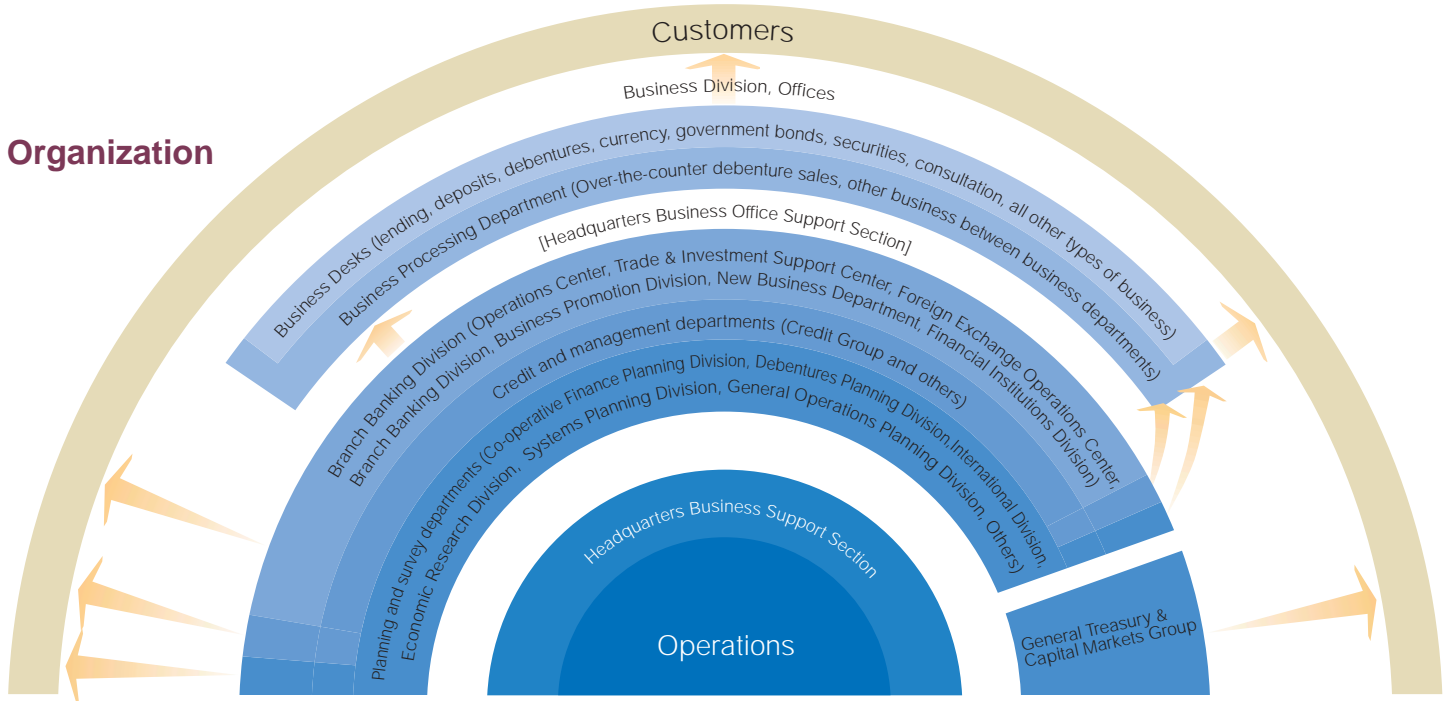 Customers
Business Division, Offices
Organization
Business Desks (lending, deposits, debentures, currency, government bonds, securities, consultation, all other types of business)
Business Processing Department (Over-the-counter debenture sales, other business between business departments)
[Headquarters Business Office Support Section]
Branch Banking Division (Operations Center, Trade & Investment Support Center, Foreign Exchange Operations Center,
Branch Banking Division, Business Promotion Division, New Business Department, Financial Institutions Division)
Credit and management departments (Credit Group and others)
Planning and survey departments (Co-operative Finance Planning Division, Debentures Planning Division,International Division,
Economic Research Division, Systems Planning Division, General Operations Planning Division, Others)
Headquarters Business Support Section
Operations
General Treasury &
Capital Markets Group